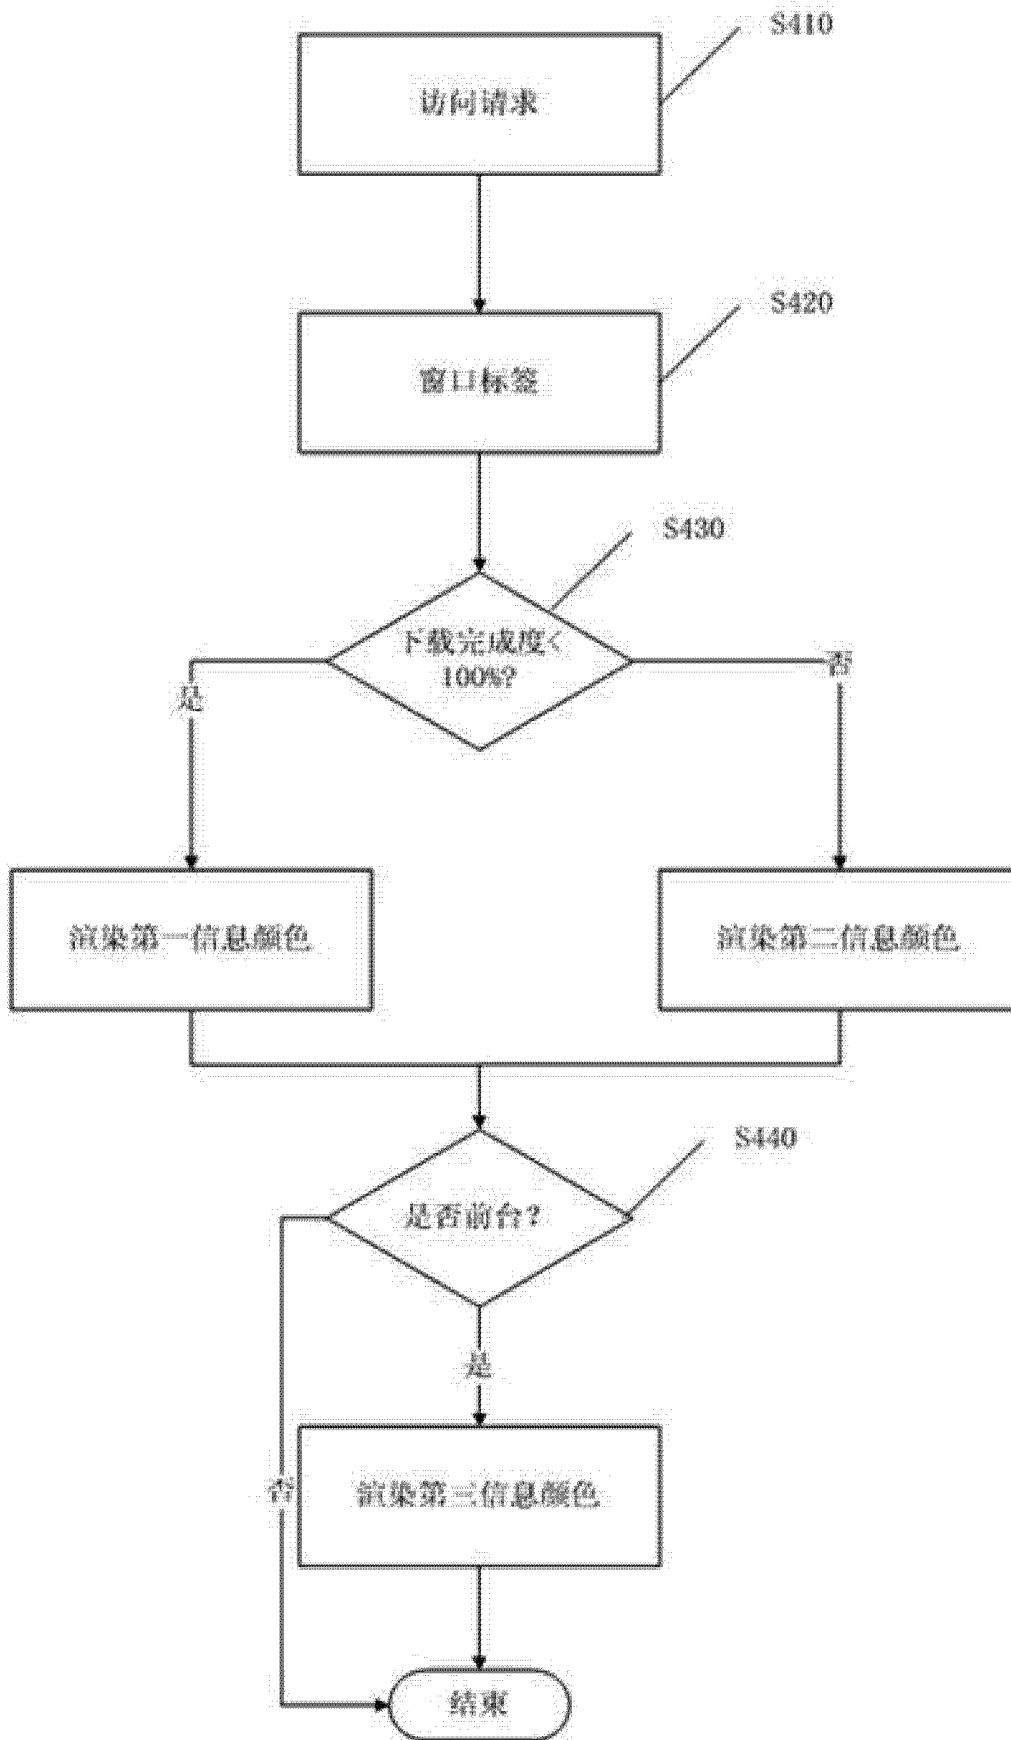 S410
访问请求
S420
窗口标签
S430
下载完成度<
100%?
是
否
渲染第一信息颜色
渲染第二信息颜色
S440
是否前台?
是
否
渲染第三信息颜色
结束